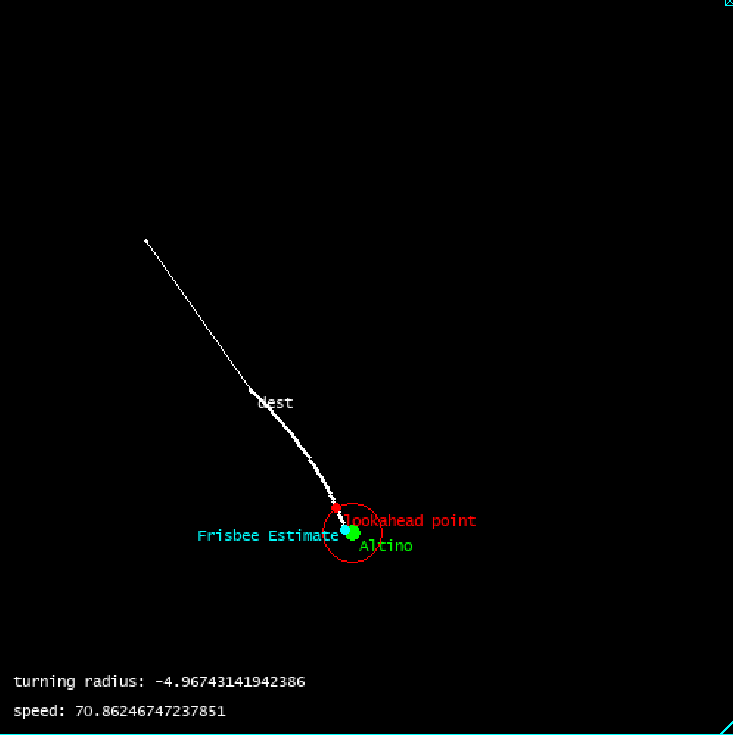 dest
lookahead point
Frisbee Estimate
Altino
turning radius: -4.96743141942386
speed: 70.86246747237851